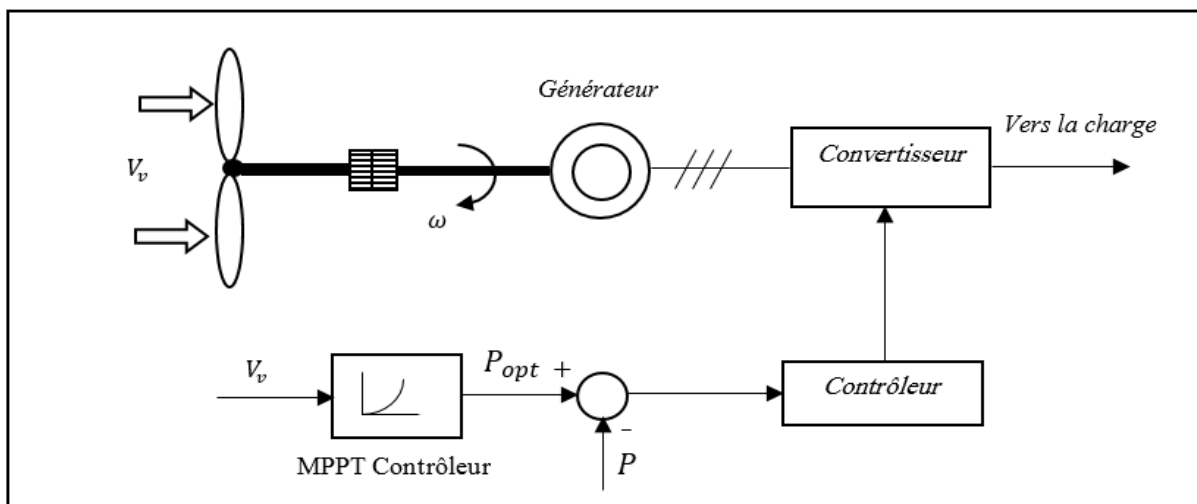 Générateur
Vers la charge
Convertisseur
V_v
ω
V_v
P_opt +
Contrôleur
−
MPPT Contrôleur
P